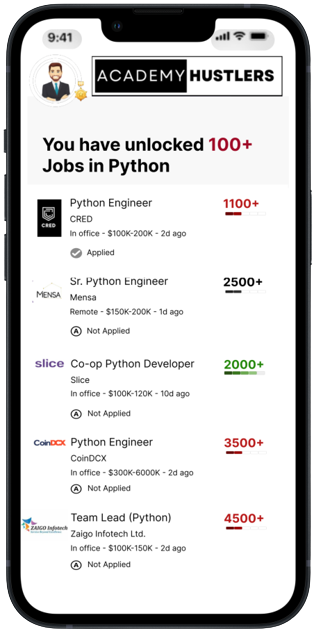 9:41
ACADEMY HUSTLERS
You have unlocked 100+
Jobs in Python
Python Engineer
1100+
CRED
CRED
In office - $100K-200K - 2d ago
Applied
Sr. Python Engineer
2500+
MENSA
Mensa
Remote - $150K-200K - 1d ago
A Not Applied
slice
Co-op Python Developer
2000+
Slice
In office - $100K-120K - 10d ago
A Not Applied
CoinDCX
Python Engineer
3500+
CoinDCX
In office - $300K-6000K - 2d ago
A Not Applied
ZAIGO Infotech
Team Lead (Python)
4500+
Zaigo Infotech Ltd.
In office - $100K-150K - 2d ago
A Not Applied